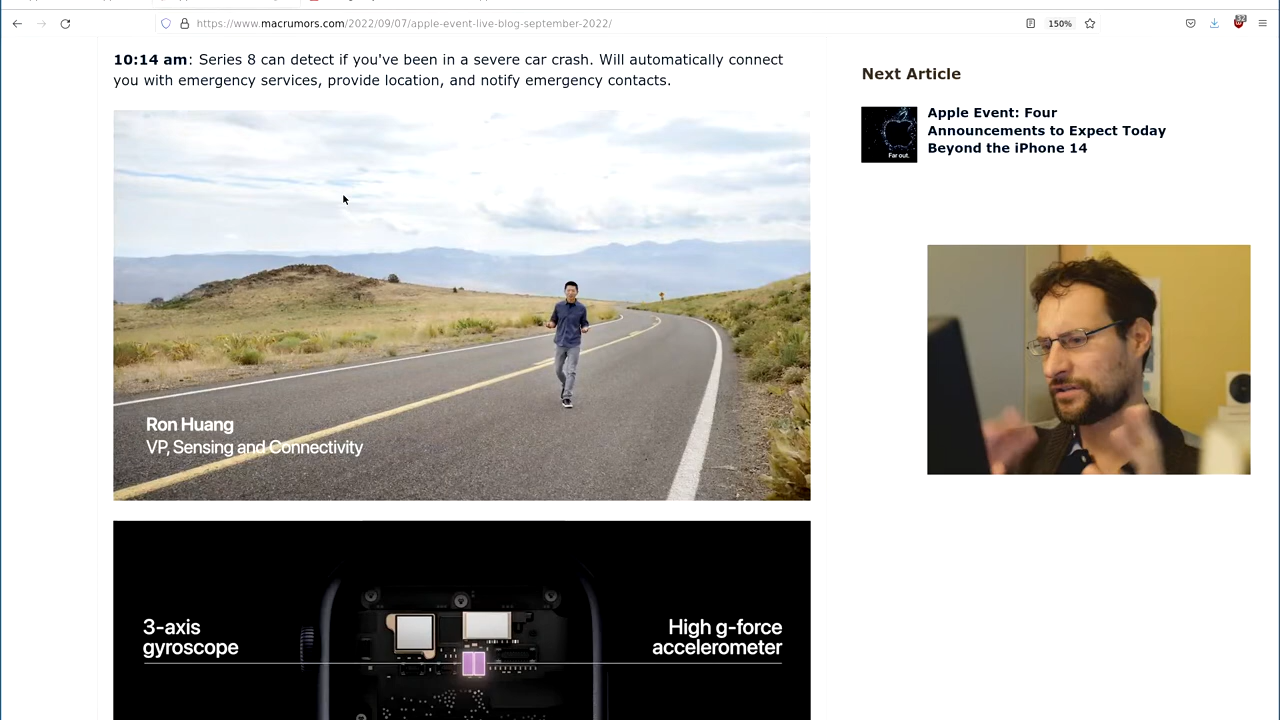 https://www.macrumors.com/2022/09/07/apple-event-live-blog-september-2022/
150%
10:14 am: Series 8 can detect if you've been in a severe car crash. Will automatically connect
you with emergency services, provide location, and notify emergency contacts.
Ron Huang
VP, Sensing and Connectivity
3-axis
gyroscope
High g-force
accelerometer
Next Article
Far out.
Apple Event: Four
Announcements to Expect Today
Beyond the iPhone 14